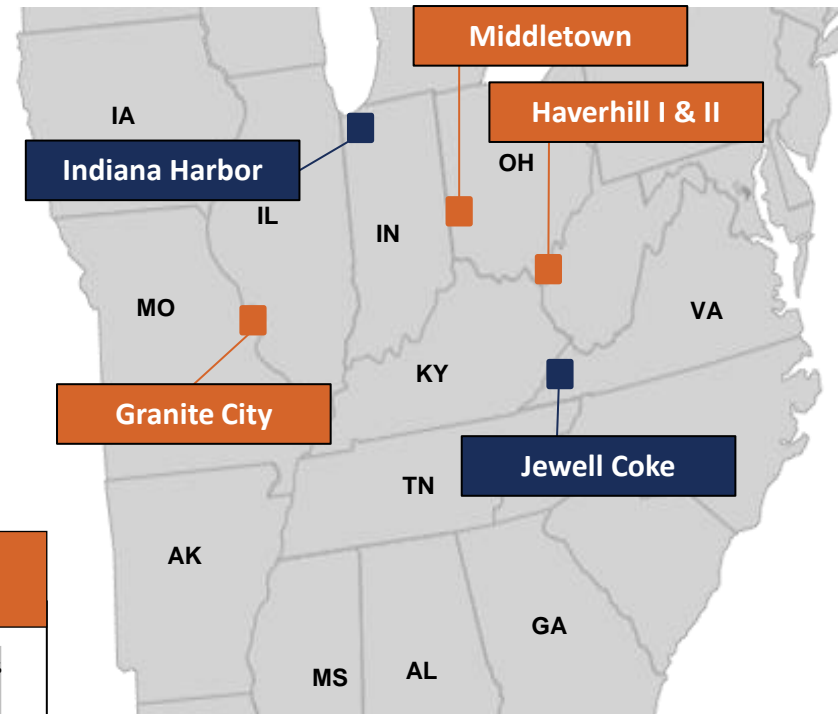 Middletown
Haverhill I & II
IA
OH
Indiana Harbor
IL
IN
MO
VA
KY
Granite City
Jewell Coke
TN
AK
GA
MS
AL